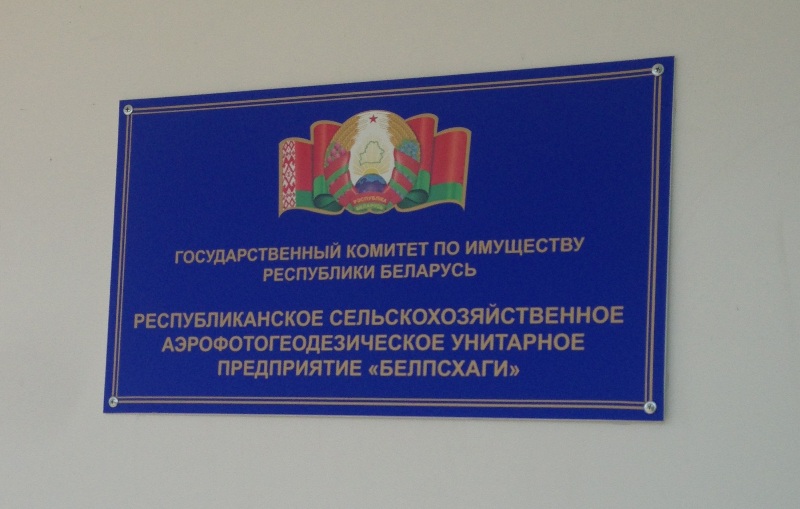 ГОСУДАРСТВЕННЫЙ КОМИТЕТ ПО ИМУЩЕСТВУ
РЕСПУБЛИКИ БЕЛАРУСЬ
РЕСПУБЛИКАНСКОЕ СЕЛЬСКОХОЗЯЙСТВЕННОЕ
АЭРОФОТОГЕОДЕЗИЧЕСКОЕ УНИТАРНОЕ
ПРЕДПРИЯТИЕ «БЕЛПСХАГИ»